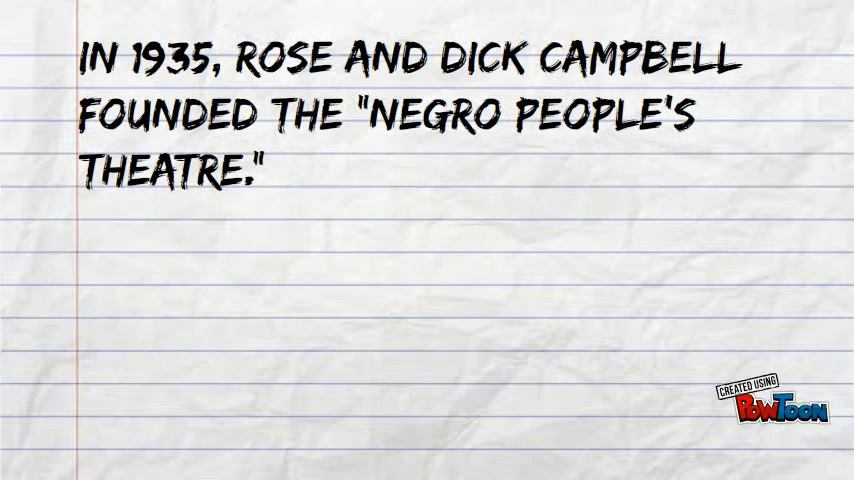 IN 1935, ROSE AND DICK CAMPBELL
FOUNDED THE "NEGRO PEOPLE'S
THEATRE."
CREATED USING
POWTOON